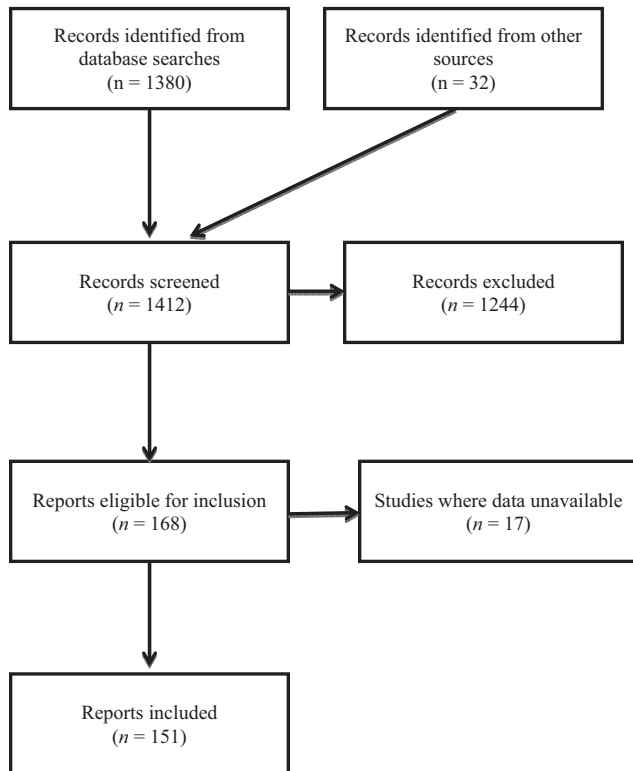 Records identified from
database searches
(n = 1380)
Records identified from other
sources
(n = 32)
Records screened
(n = 1412)
Records excluded
(n = 1244)
Reports eligible for inclusion
(n = 168)
Studies where data unavailable
(n = 17)
Reports included
(n = 151)